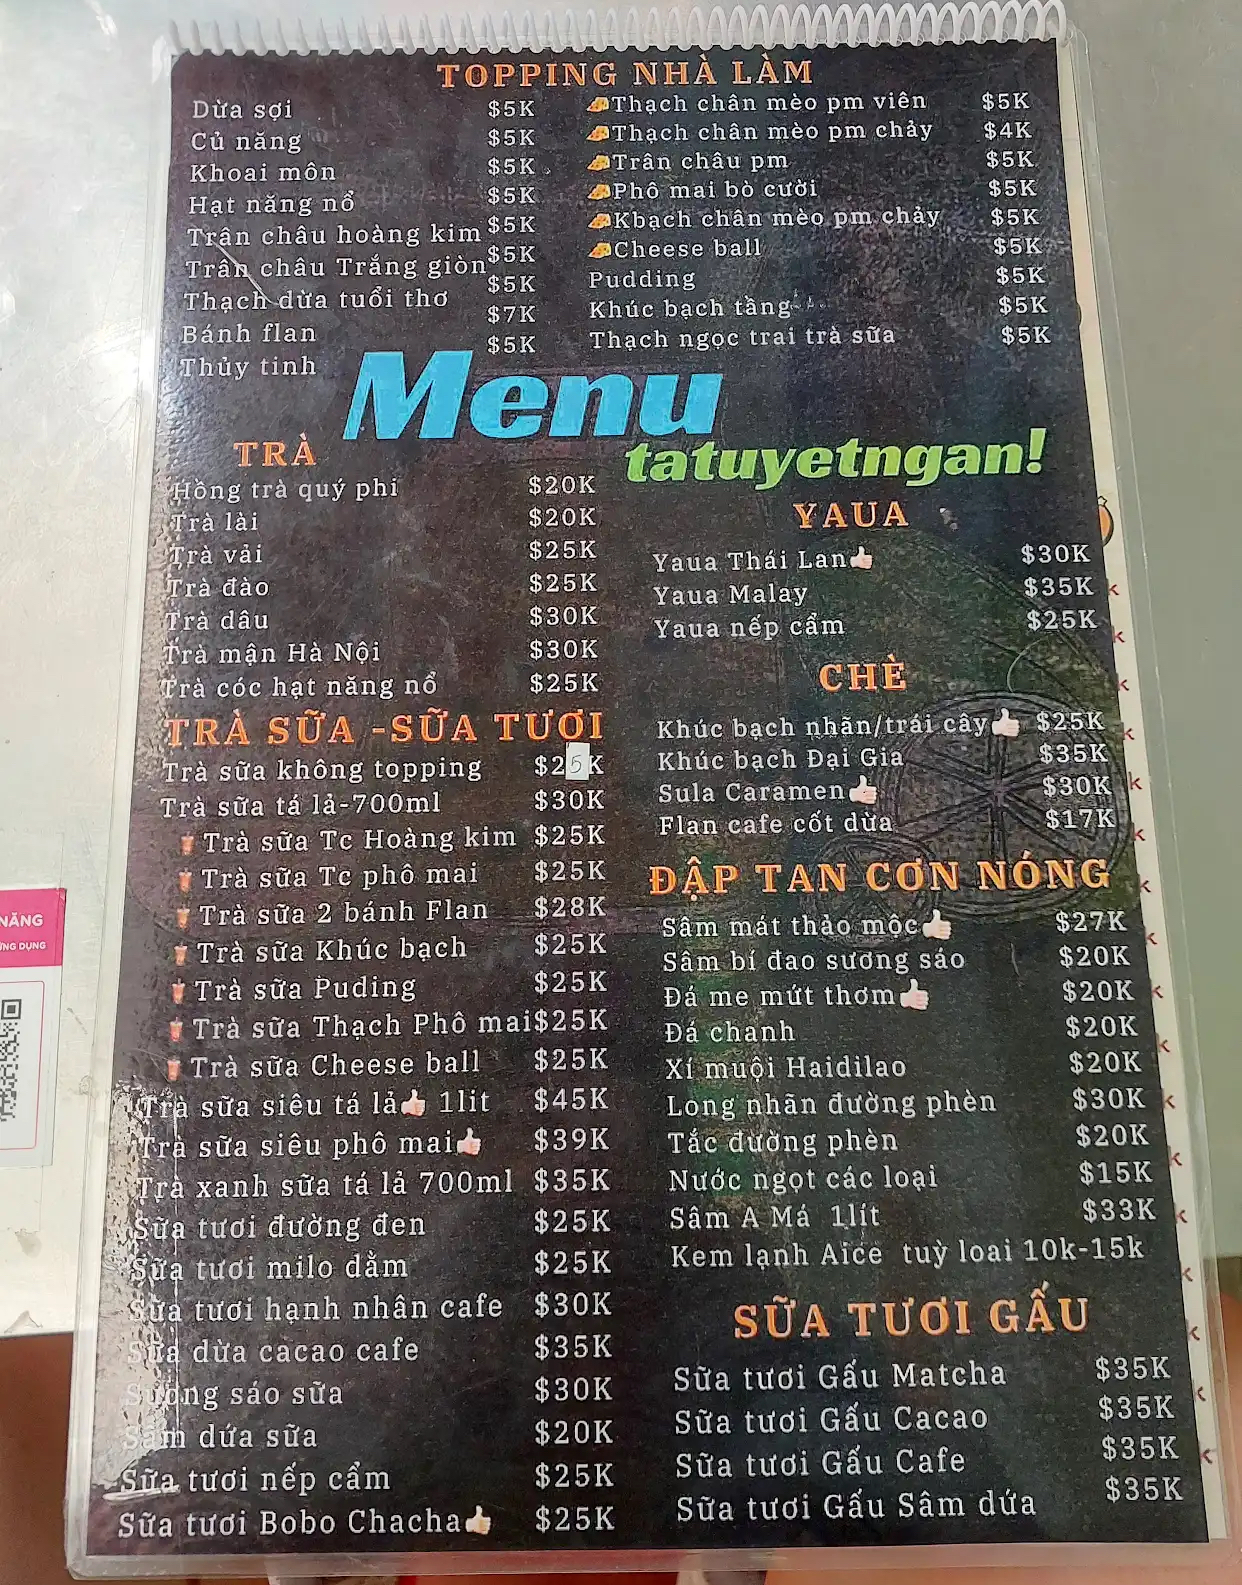 TOPPING NHÀ LÀM
Dừa sợi $5K
Củ năng $5K
Khoai môn $5K
Hạt năng nổ $5K
Trân châu hoàng kim $5K
Trân châu Trắng giòn $5K
Thạch dừa tuổi thơ $5K
Bánh flan $7K
Thủy tinh $5K
Thạch chân mèo pm viên $5K
Thạch chân mèo pm chảy $4K
Trân châu pm $5K
Phô mai bò cười $5K
Kbạch chân mèo pm chảy $5K
Cheese ball $5K
Pudding $5K
Khúc bạch tầng $5K
Thạch ngọc trai trà sữa $5K
Menu
tatuyetngan!
TRÀ
Hồng trà quý phi $20K
Trà lài $20K
Trà vải $25K
Trà đào $25K
Trà dâu $30K
Trà mận Hà Nội $30K
Trà cóc hạt năng nổ $25K
TRÀ SỮA -SỮA TƯƠI
Trà sữa không topping $25K
Trà sữa tá lả-700ml $30K
Trà sữa Tc Hoàng kim $25K
Trà sữa Tc phô mai $25K
Trà sữa 2 bánh Flan $28K
Trà sữa Khúc bạch $25K
Trà sữa Puding $25K
Trà sữa Thạch Phô mai $25K
Trà sữa Cheese ball $25K
Trà sữa siêu tá lả👍 1lit $45K
Trà sữa siêu phô mai👍 $39K
Trà xanh sữa tá lả 700ml $35K
Sữa tươi đường đen $25K
Sữa tươi milo dằm $25K
Sữa tươi hạnh nhân cafe $30K
Sữa dừa cacao cafe $35K
Sương sáo sữa $30K
Sâm dứa sữa $20K
Sữa tươi nếp cẩm $25K
Sữa tươi Bobo Chacha👍 $25K
YAUA
Yaua Thái Lan👍 $30K
Yaua Malay $35K
Yaua nếp cẩm $25K
CHÈ
Khúc bạch nhãn/trái cây👍 $25K
Khúc bạch Đại Gia $35K
Sula Caramen👍 $30K
Flan cafe cốt dừa $17K
ĐẬP TAN CƠN NÓNG
Sâm mát thảo mộc👍 $27K
Sâm bí đao sương sáo $20K
Đá me mứt thơm👍 $20K
Đá chanh $20K
Xí muội Haidilao $20K
Long nhãn đường phèn $30K
Tắc đường phèn $20K
Nước ngọt các loại $15K
Sâm A Má 1lít $33K
Kem lạnh Aice tuỳ loai 10k-15k
SỮA TƯƠI GẤU
Sữa tươi Gấu Matcha $35K
Sữa tươi Gấu Cacao $35K
Sữa tươi Gấu Cafe $35K
Sữa tươi Gấu Sâm dứa $35K
NĂNG
ỨNG DỤNG